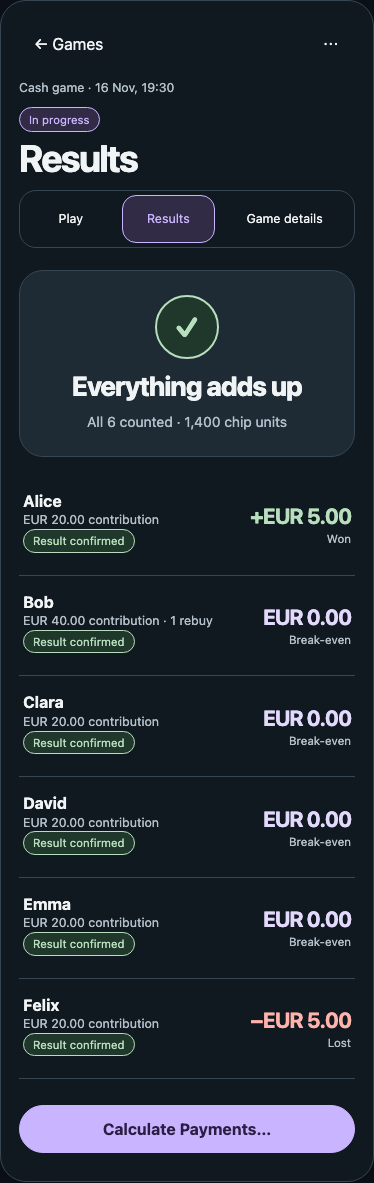 ← Games
...
Cash game · 16 Nov, 19:30
In progress
Results
Play
Results
Game details
Everything adds up
All 6 counted · 1,400 chip units
Alice
EUR 20.00 contribution
Result confirmed
+EUR 5.00
Won
Bob
EUR 40.00 contribution · 1 rebuy
Result confirmed
EUR 0.00
Break-even
Clara
EUR 20.00 contribution
Result confirmed
EUR 0.00
Break-even
David
EUR 20.00 contribution
Result confirmed
EUR 0.00
Break-even
Emma
EUR 20.00 contribution
Result confirmed
EUR 0.00
Break-even
Felix
EUR 20.00 contribution
Result confirmed
−EUR 5.00
Lost
Calculate Payments...